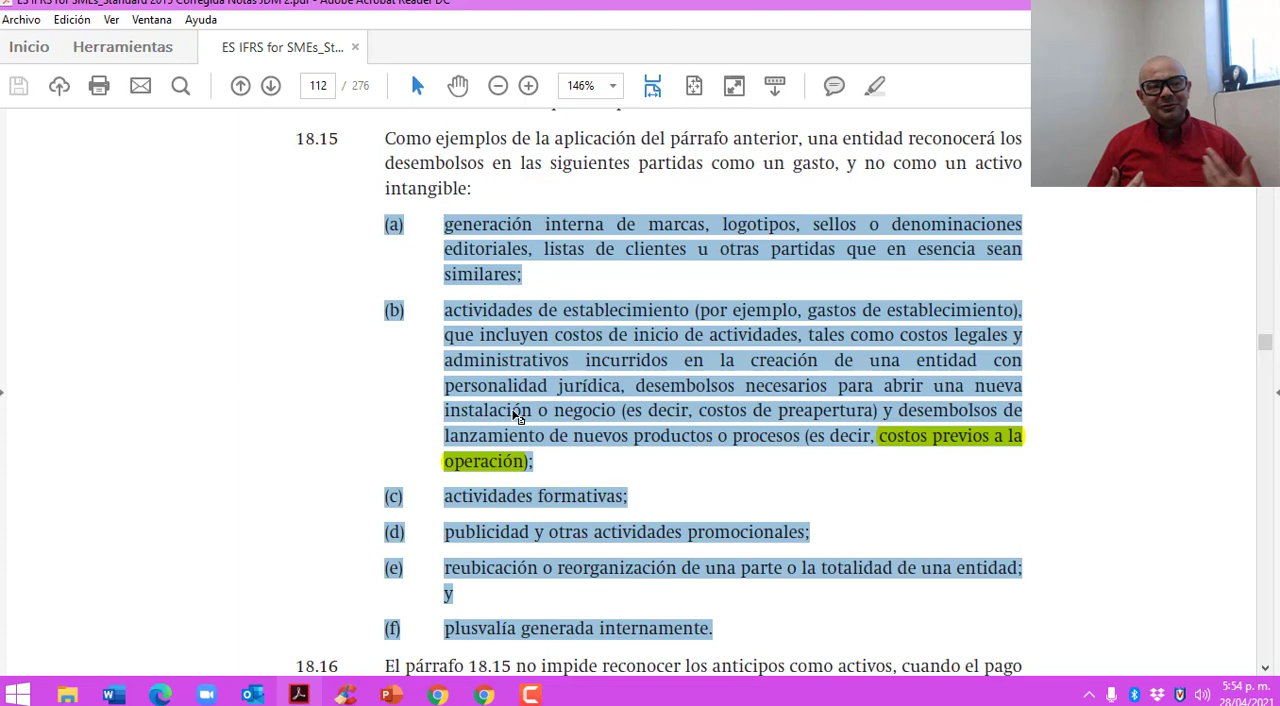 ES IFRS for SMEs_Standard 2015 Corregida Notas JDM 2.pdf - Adobe Acrobat Reader DC
Archivo Edición Ver Ventana Ayuda
Inicio Herramientas ES IFRS for SMEs_St... ×
112 / 276 146%
18.15 Como ejemplos de la aplicación del párrafo anterior, una entidad reconocerá los
desembolsos en las siguientes partidas como un gasto, y no como un activo
intangible:
(a) generación interna de marcas, logotipos, sellos o denominaciones
editoriales, listas de clientes u otras partidas que en esencia sean
similares;
(b) actividades de establecimiento (por ejemplo, gastos de establecimiento),
que incluyen costos de inicio de actividades, tales como costos legales y
administrativos incurridos en la creación de una entidad con
personalidad jurídica, desembolsos necesarios para abrir una nueva
instalación o negocio (es decir, costos de preapertura) y desembolsos de
lanzamiento de nuevos productos o procesos (es decir, costos previos a la
operación);
(c) actividades formativas;
(d) publicidad y otras actividades promocionales;
(e) reubicación o reorganización de una parte o la totalidad de una entidad;
y
(f) plusvalía generada internamente.
18.16 El párrafo 18.15 no impide reconocer los anticipos como activos, cuando el pago
5:54 p. m.
28/04/2021